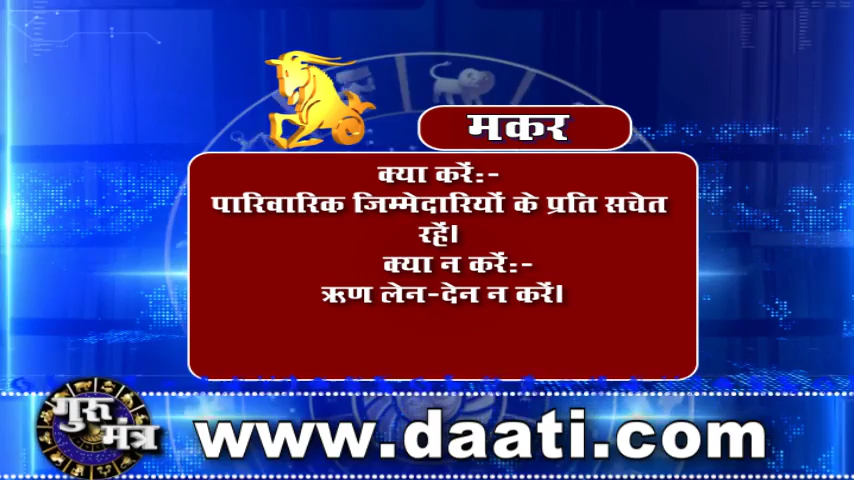 मकर
क्या करें:-
पारिवारिक जिम्मेदारियों के प्रति सचेत
रहें।
क्या न करें:-
ऋण लेन-देन न करें।
गुरु
मंत्र
www.daati.com